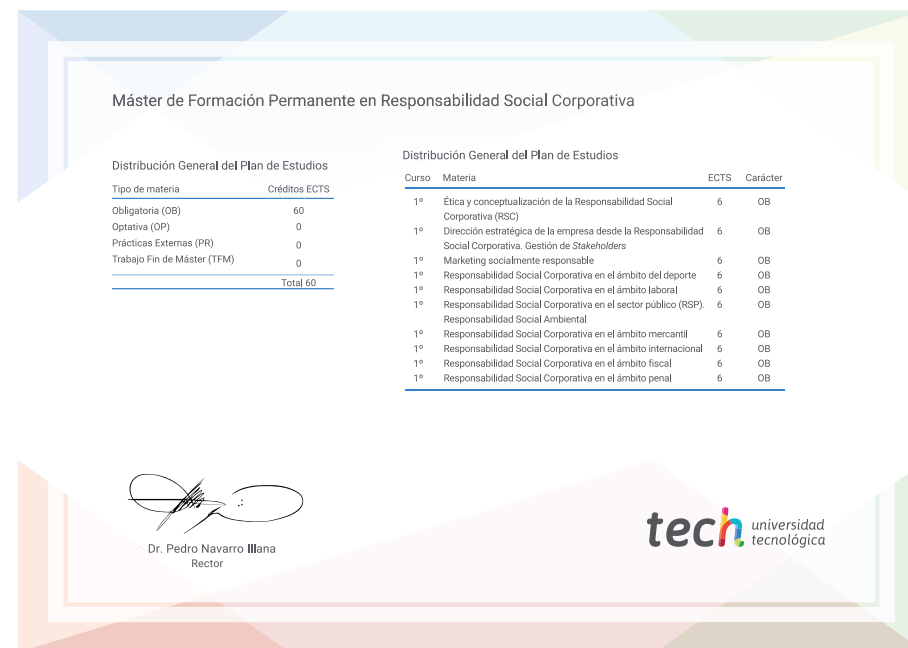 Máster de Formación Permanente en Responsabilidad Social Corporativa
Distribución General del Plan de Estudios
Tipo de materia Créditos ECTS
Obligatoria (OB) 60
Optativa (OP) 0
Prácticas Externas (PR) 0
Trabajo Fin de Máster (TFM) 0
Total 60
Distribución General del Plan de Estudios
Curso Materia ECTS Carácter
1º Ética y conceptualización de la Responsabilidad Social 6 OB
Corporativa (RSC)
1º Dirección estratégica de la empresa desde la Responsabilidad 6 OB
Social Corporativa. Gestión de Stakeholders
1º Marketing socialmente responsable 6 OB
1º Responsabilidad Social Corporativa en el ámbito del deporte 6 OB
1º Responsabilidad Social Corporativa en el ámbito laboral 6 OB
1º Responsabilidad Social Corporativa en el sector público (RSP). 6 OB
Responsabilidad Social Ambiental
1º Responsabilidad Social Corporativa en el ámbito mercantil 6 OB
1º Responsabilidad Social Corporativa en el ámbito internacional 6 OB
1º Responsabilidad Social Corporativa en el ámbito fiscal 6 OB
1º Responsabilidad Social Corporativa en el ámbito penal 6 OB
Dr. Pedro Navarro Illana
Rector
tech universidad
tecnológica